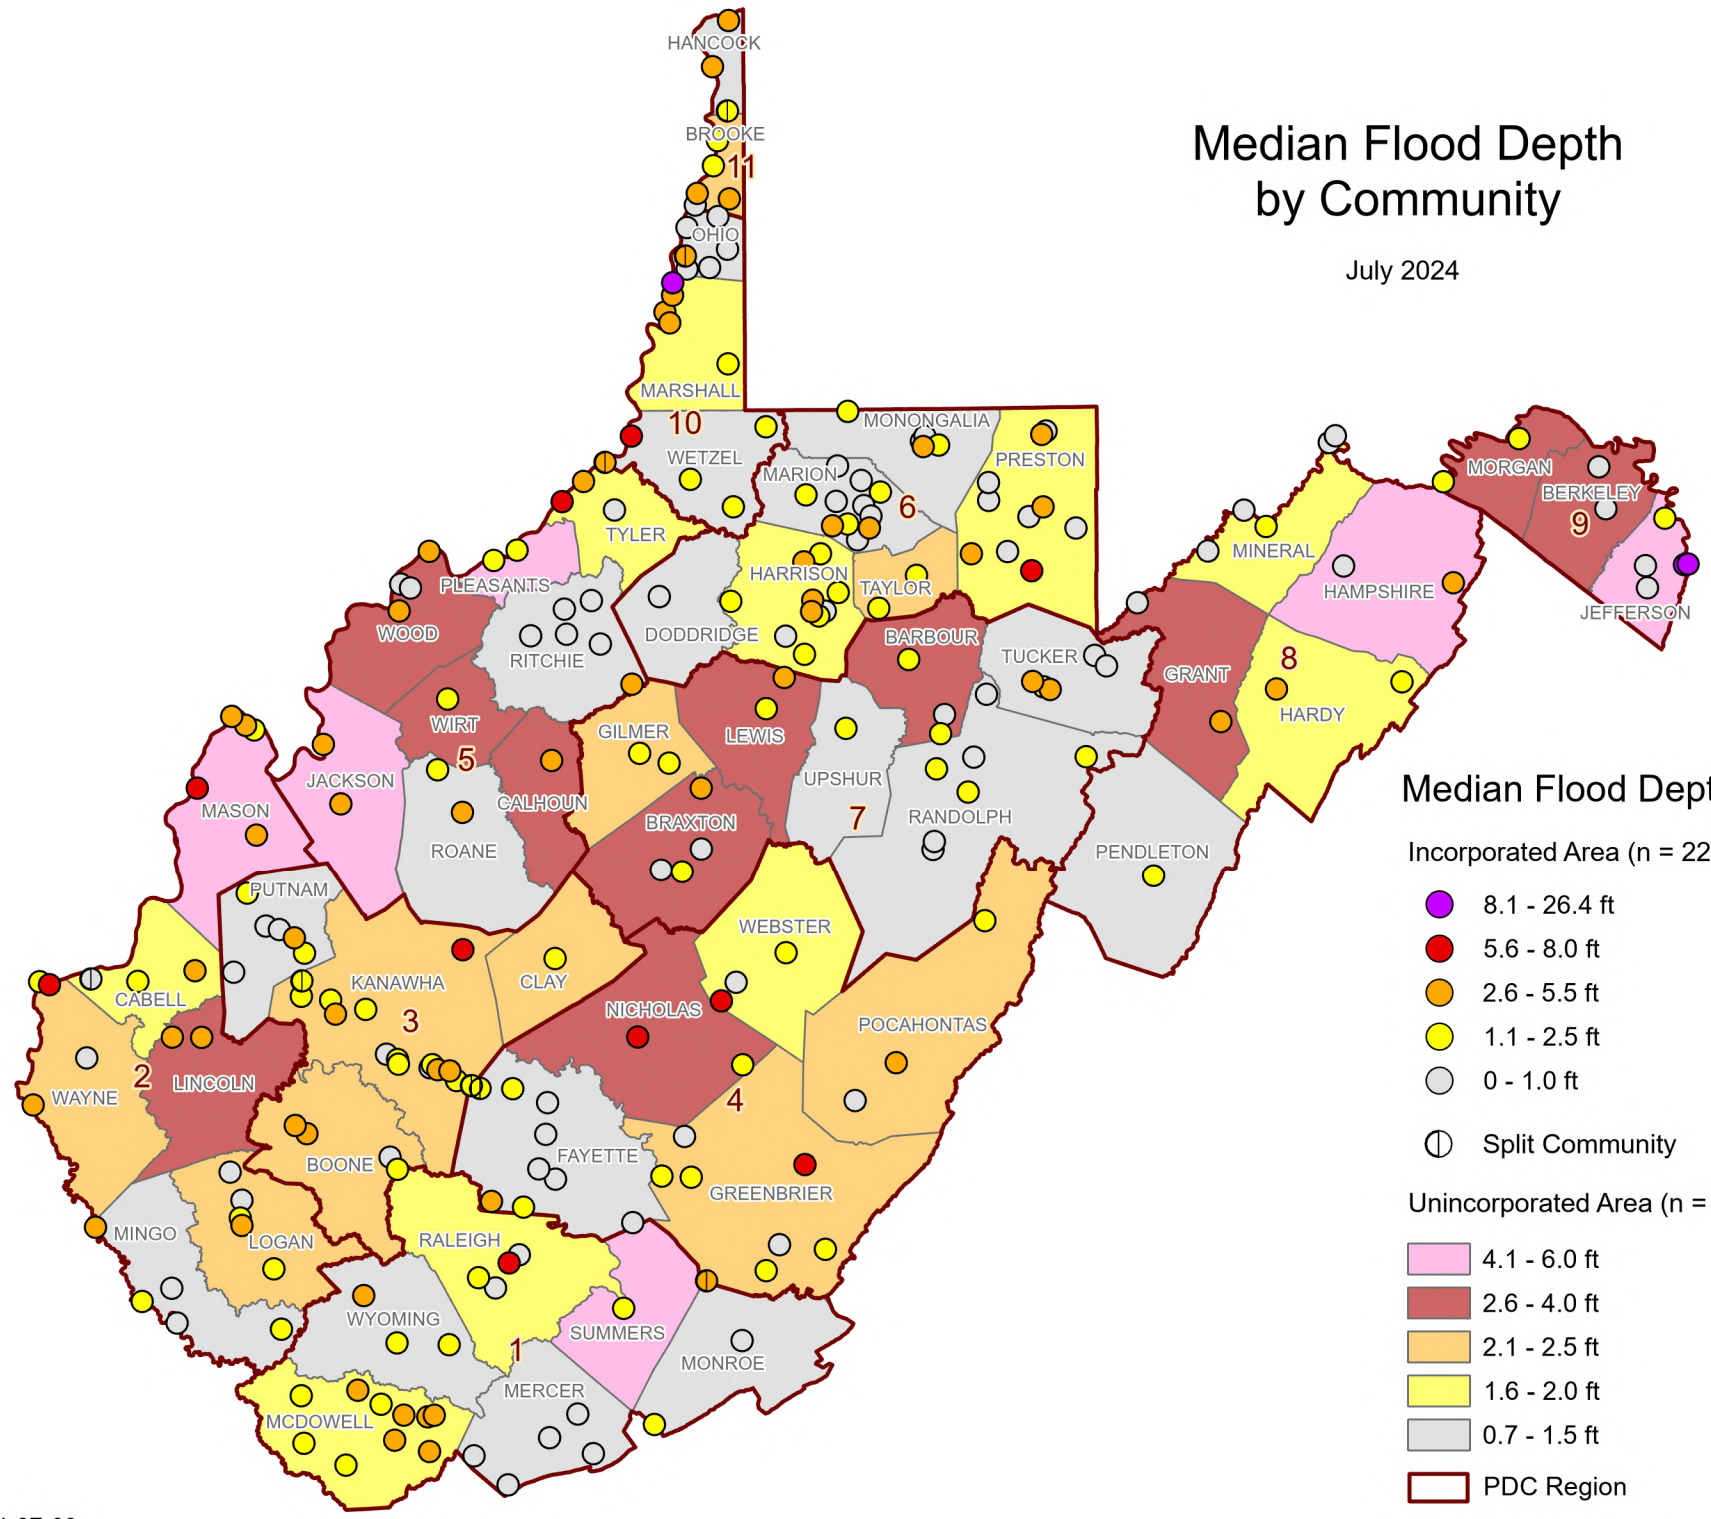 Median Flood Depth
by Community
July 2024
HANCOCK
BROOKE
11
OHIO
MARSHALL
10
WETZEL
MONONGALIA
MARION
PRESTON
6
TYLER
PLEASANTS
HARRISON
TAYLOR
WOOD
DODDRIDGE
RITCHIE
BARBOUR
TUCKER
MORGAN
BERKELEY
9
MINERAL
HAMPSHIRE
JEFFERSON
8
GRANT
HARDY
WIRT
GILMER
LEWIS
5
JACKSON
CALHOUN
UPSHUR
MASON
BRAXTON
7
RANDOLPH
ROANE
PENDLETON
PUTNAM
WEBSTER
KANAWHA
CLAY
CABELL
3
NICHOLAS
POCAHONTAS
2
LINCOLN
WAYNE
4
BOONE
FAYETTE
GREENBRIER
MINGO
LOGAN
RALEIGH
WYOMING
SUMMERS
1
MONROE
MERCER
MCDOWELL
Median Flood
Incorporated Area (n =
8.1 - 26.4 ft
5.6 - 8.0 ft
2.6 - 5.5 ft
1.1 - 2.5 ft
0 - 1.0 ft
Split Community
Unincorporated Area (n =
4.1 - 6.0 ft
2.6 - 4.0 ft
2.1 - 2.5 ft
1.6 - 2.0 ft
0.7 - 1.5 ft
PDC Region